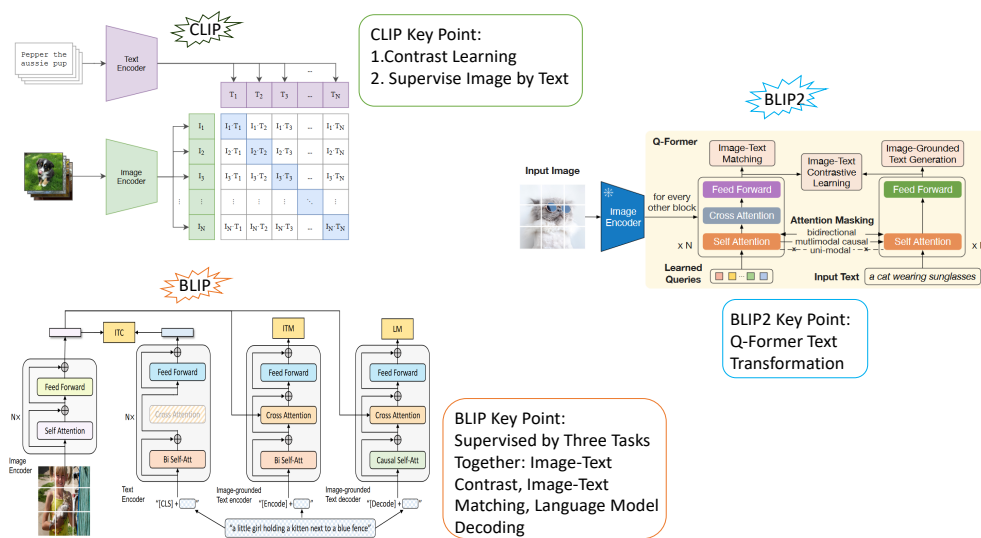 CLIP
Pepper the
aussie pup
Text
Encoder
...
T1 T2 T3 ... TN
Image
Encoder
I1 I1·T1 I1·T2 I1·T3 ... I1·TN
I2 I2·T1 I2·T2 I2·T3 ... I2·TN
I3 I3·T1 I3·T2 I3·T3 ... I3·TN
⋮ ⋮ ⋮ ⋮ ⋱ ⋮
IN IN·T1 IN·T2 IN·T3 ... IN·TN
CLIP Key Point:
1.Contrast Learning
2. Supervise Image by Text
BLIP2
Q-Former
Image-Text
Matching
Image-Text
Contrastive
Learning
Image-Grounded
Text Generation
Input Image
Image
Encoder
for every
other block
Feed Forward
Cross Attention
Self Attention
x N
Attention Masking
bidirectional
mutlimodal causal
uni-modal
Feed Forward
Self Attention
x
Learned
Queries
...
Input Text
a cat wearing sunglasses
BLIP2 Key Point:
Q-Former Text
Transformation
BLIP
ITC
ITM
LM
N×
Feed Forward
Self Attention
Image
Encoder
N×
Feed Forward
Cross Attention
Bi Self-Att
Text
Encoder
"[CLS] + "
Feed Forward
Cross Attention
Bi Self-Att
Image-grounded
Text encoder
"[Encode] + "
Feed Forward
Cross Attention
Causal Self-Att
Image-grounded
Text decoder
"[Decode] + "
"a little girl holding a kitten next to a blue fence"
BLIP Key Point:
Supervised by Three Tasks
Together: Image-Text
Contrast, Image-Text
Matching, Language Model
Decoding